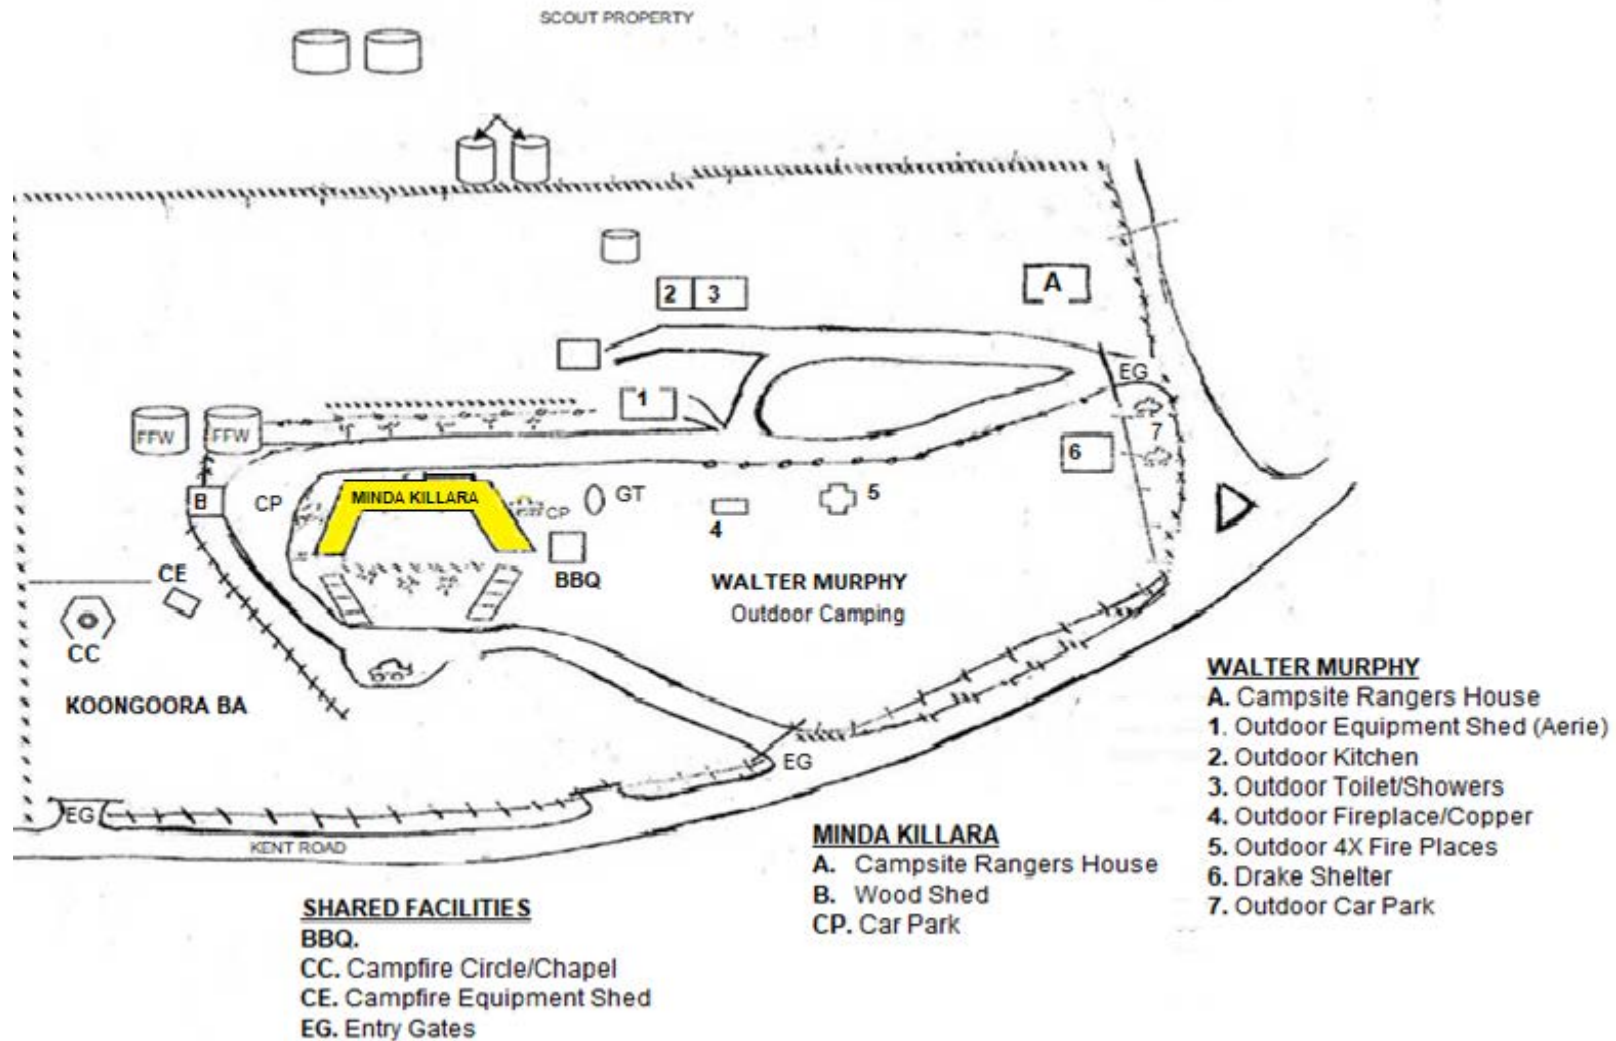 SCOUT PROPERTY
A
2 3
EG
1
7
FFW FFW
6
B
CP
MINDA KILLARA
CP
GT
5
4
CE
BBQ
WALTER MURPHY
Outdoor Camping
CC
KOONGOORA BA
EG
EG
KENT ROAD
SHARED FACILITIES
BBQ.
CC. Campfire Circle/Chapel
CE. Campfire Equipment Shed
EG. Entry Gates
MINDA KILLARA
A. Campsite Rangers House
B. Wood Shed
CP. Car Park
WALTER MURPHY
A. Campsite Rangers House
1. Outdoor Equipment Shed (Aerie)
2. Outdoor Kitchen
3. Outdoor Toilet/Showers
4. Outdoor Fireplace/Copper
5. Outdoor 4X Fire Places
6. Drake Shelter
7. Outdoor Car Park